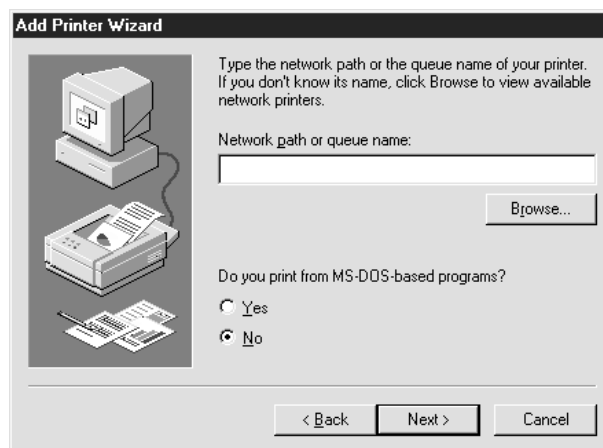 Add Printer Wizard
Type the network path or the queue name of your printer.
If you don't know its name, click Browse to view available
network printers.
Network path or queue name:
Browse...
Do you print from MS-DOS-based programs?
Yes
No
< Back
Next >
Cancel